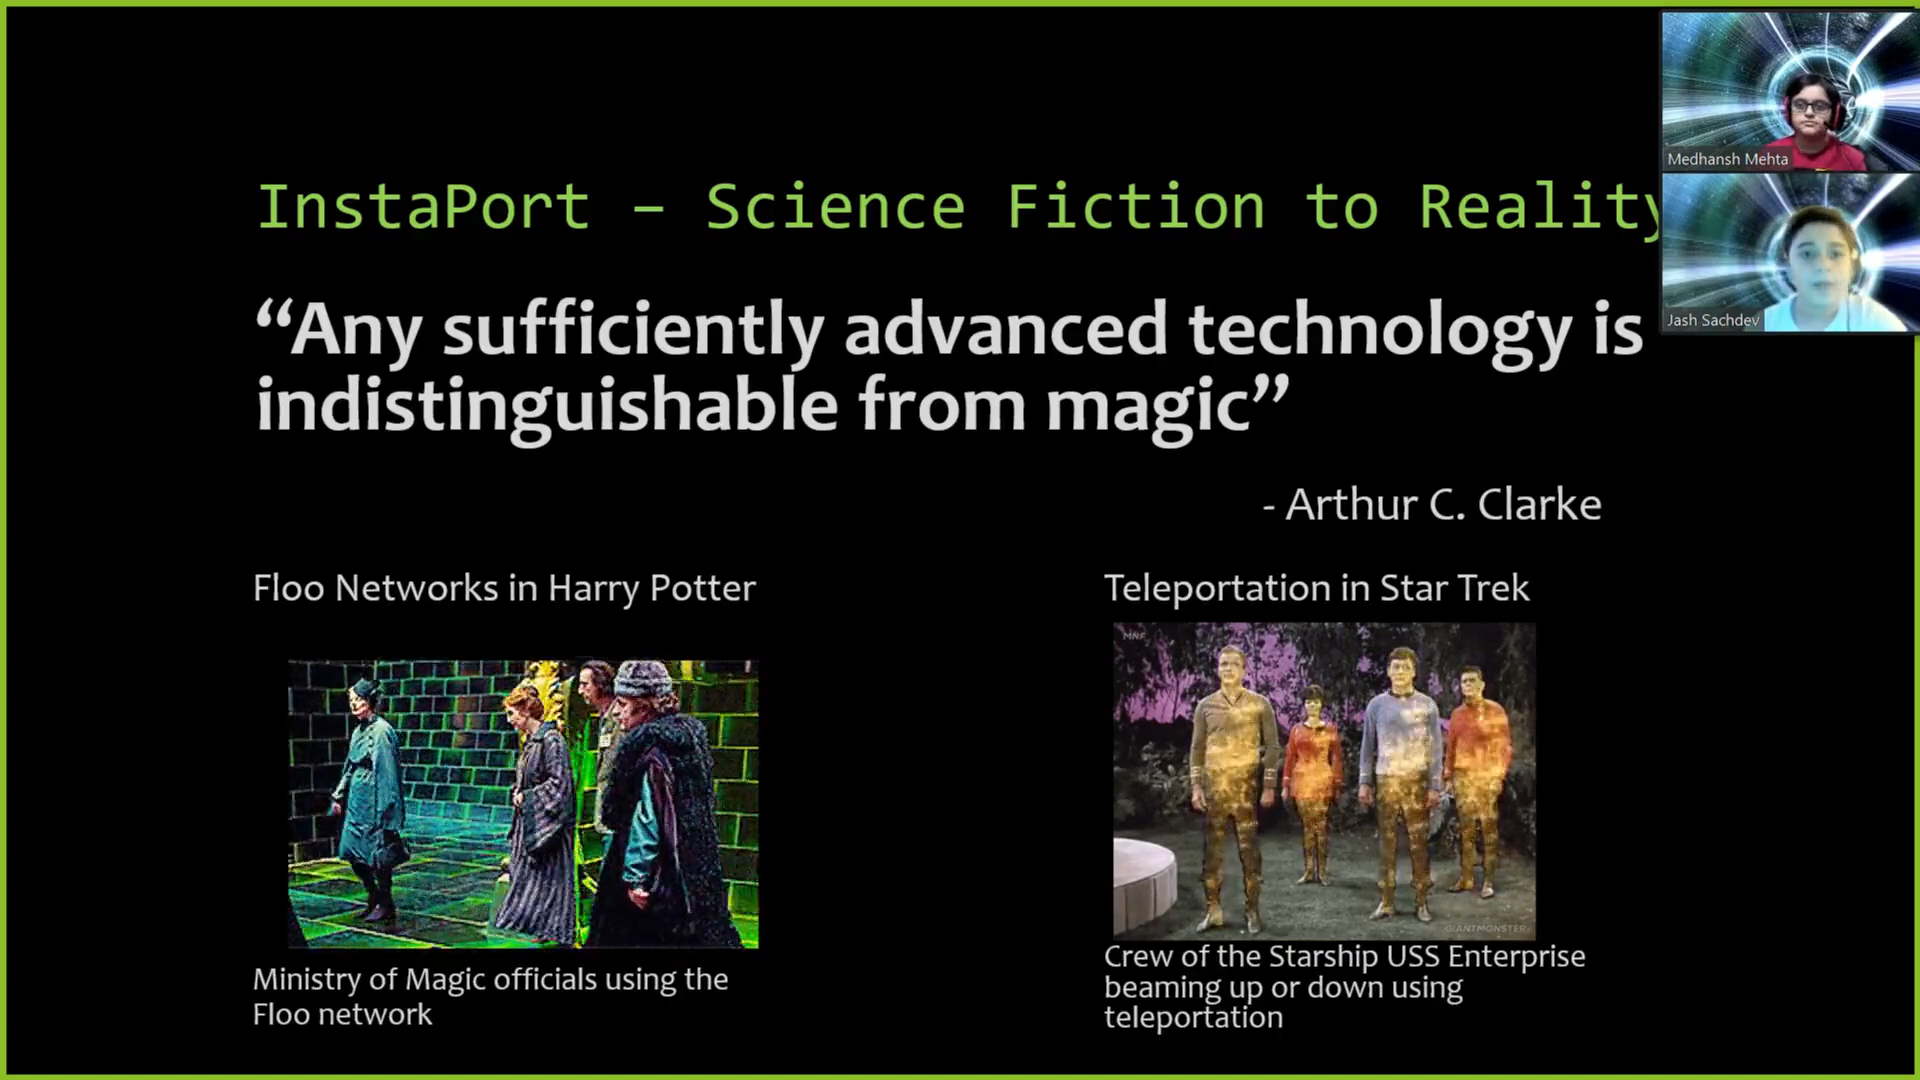 Medhansh Mehta
Jash Sachdev
InstaPort – Science Fiction to Reality
“Any sufficiently advanced technology is
indistinguishable from magic”
- Arthur C. Clarke
Floo Networks in Harry Potter
Ministry of Magic officials using the
Floo network
Teleportation in Star Trek
MNF
GIANTMONSTER
Crew of the Starship USS Enterprise
beaming up or down using
teleportation